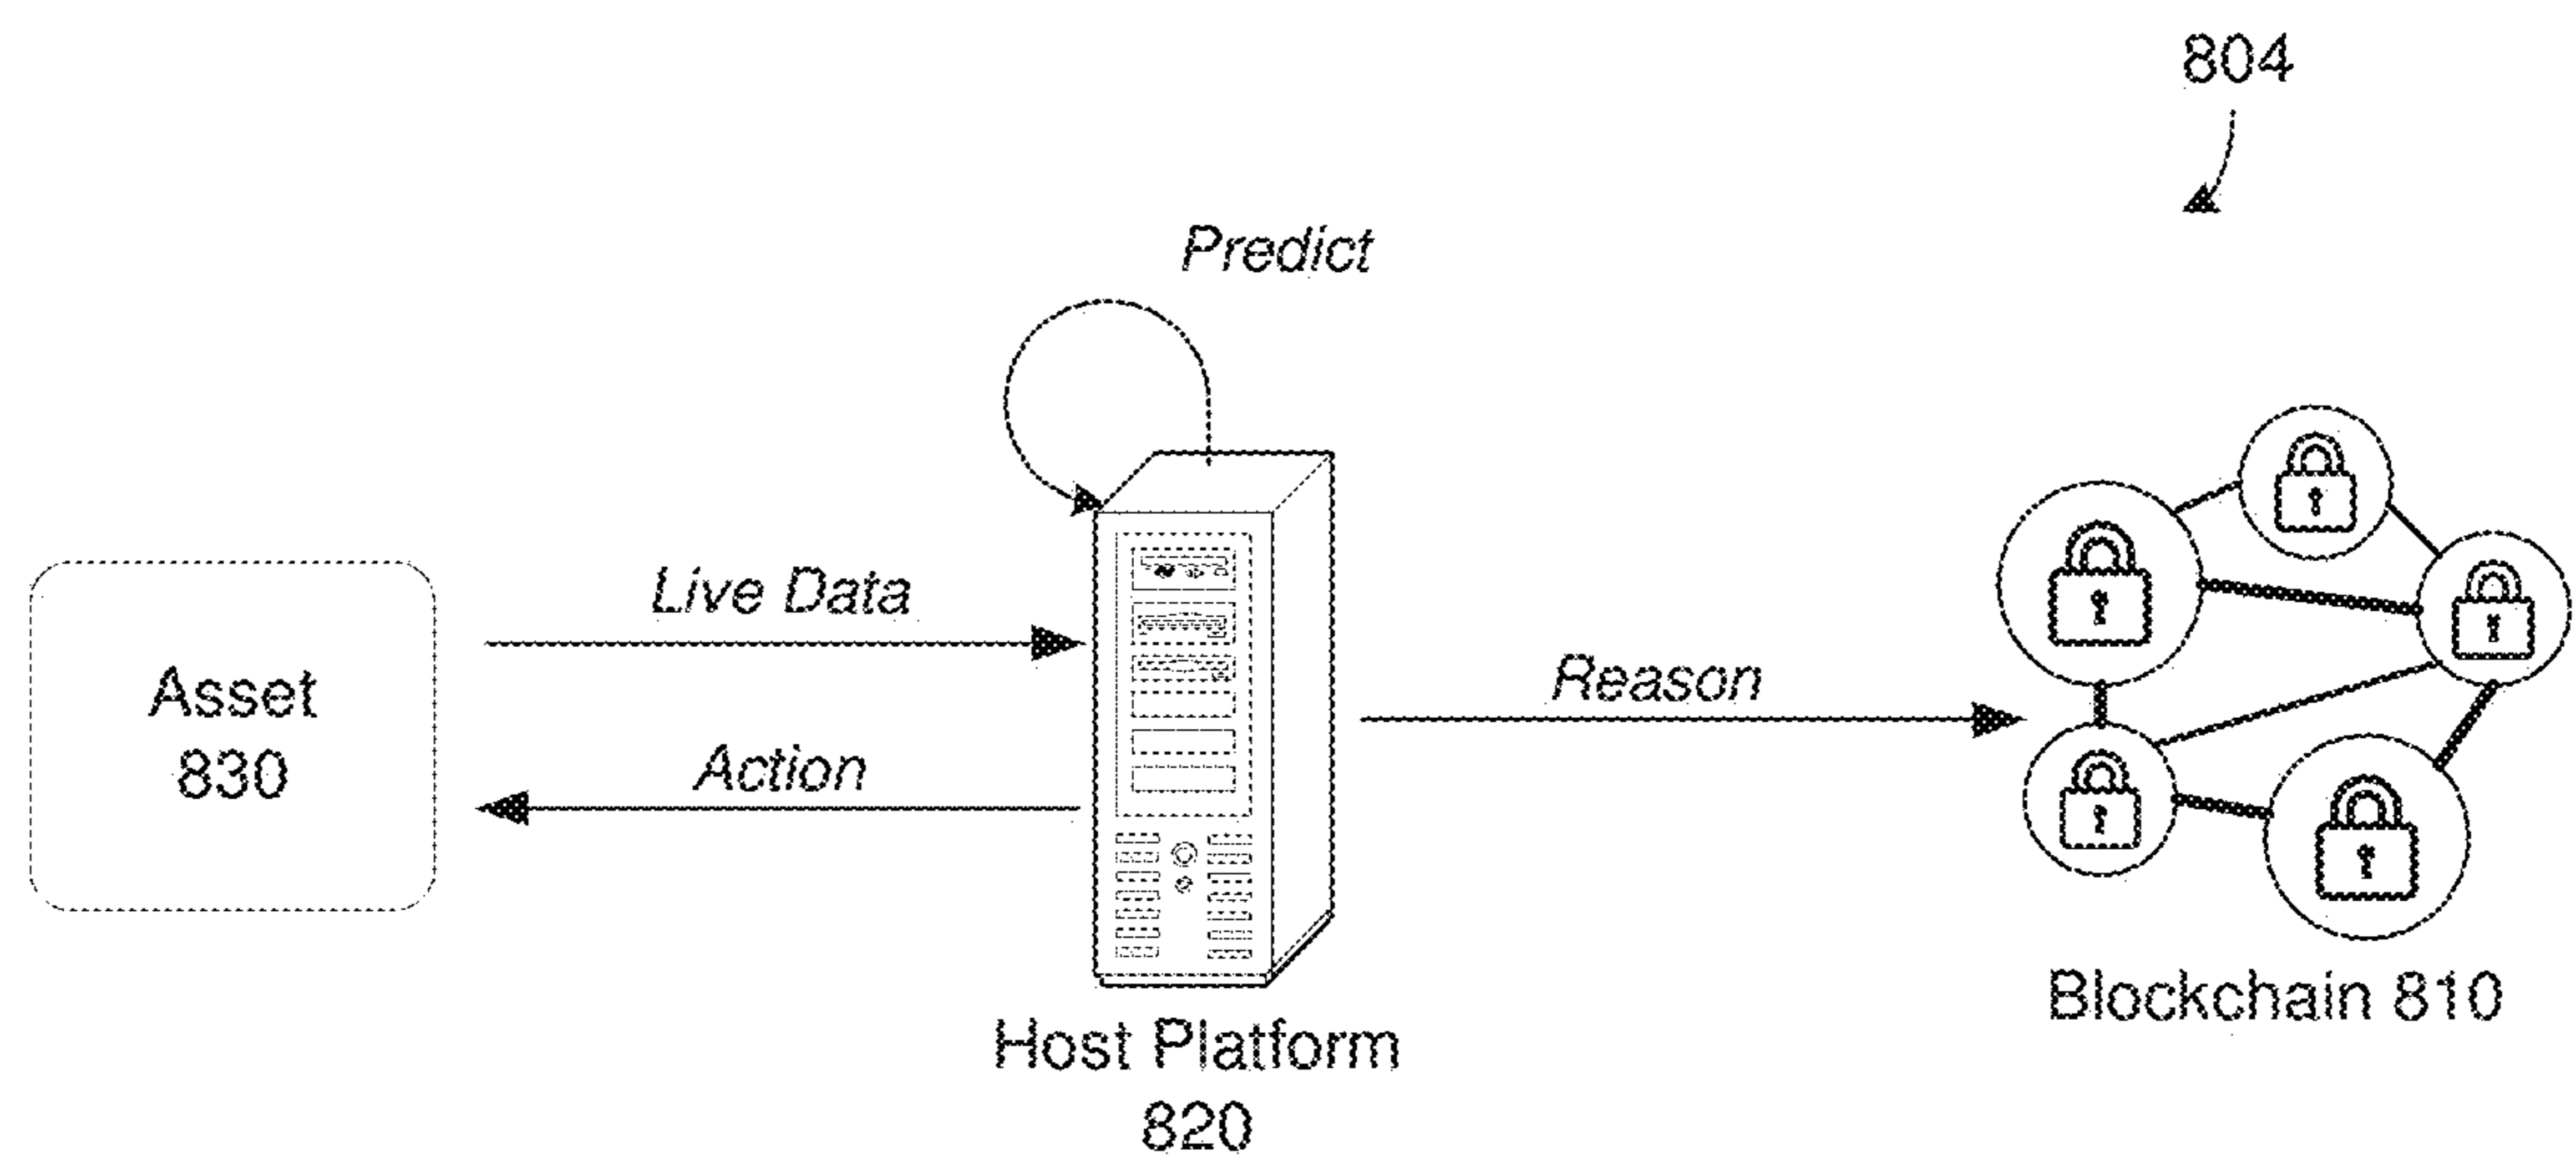 804
Predict
Live Data
Asset
830
Action
Reason
Host Platform
820
Blockchain 810